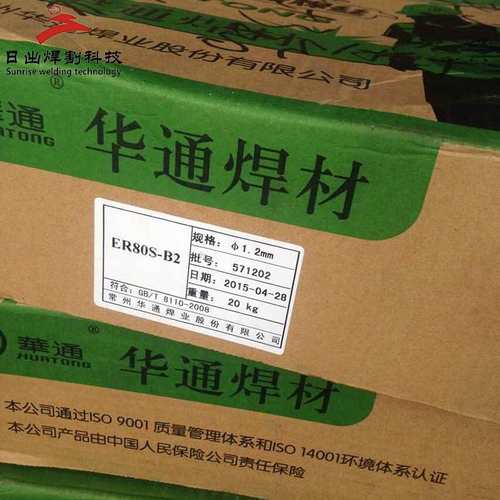 日出焊割科技
Sunrise welding technology
焊业股份有限公司
華通
HUATONG
®
华通焊材
ER80S-B2
规格: φ1.2mm
批号: 571202
日期: 2015-04-28
重量: 20 kg
符合: GB/T 8110-2008
常州华通焊业股份有限公司
華通
HUATONG
®
华通焊材
本公司通过ISO 9001 质量管理体系和ISO 14001环境体系认证
本公司产品由中国人民保险公司责任保险